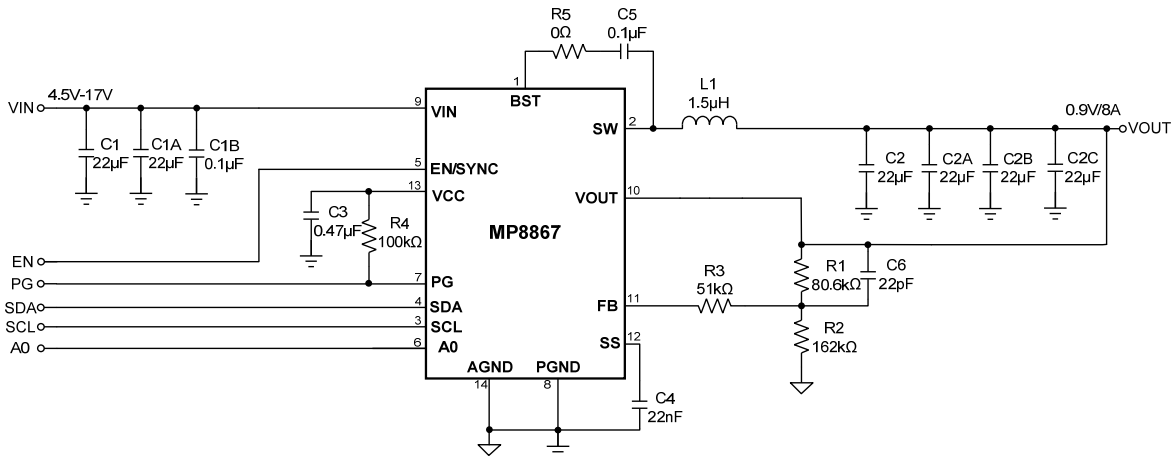 R5
0Ω
C5
0.1µF
1
BST
VIN
4.5V-17V
9
VIN
C1
22µF
C1A
22µF
C1B
0.1µF
SW
2
L1
1.5µH
0.9V/8A
VOUT
C2
22µF
C2A
22µF
C2B
22µF
C2C
22µF
5
EN/SYNC
13
VCC
VOUT
10
C3
0.47µF
R4
100kΩ
MP8867
EN
PG
7
PG
R3
51kΩ
R1
80.6kΩ
C6
22pF
SDA
4
SDA
FB
11
SCL
3
SCL
R2
162kΩ
A0
6
A0
SS
12
AGND
PGND
14
8
C4
22nF